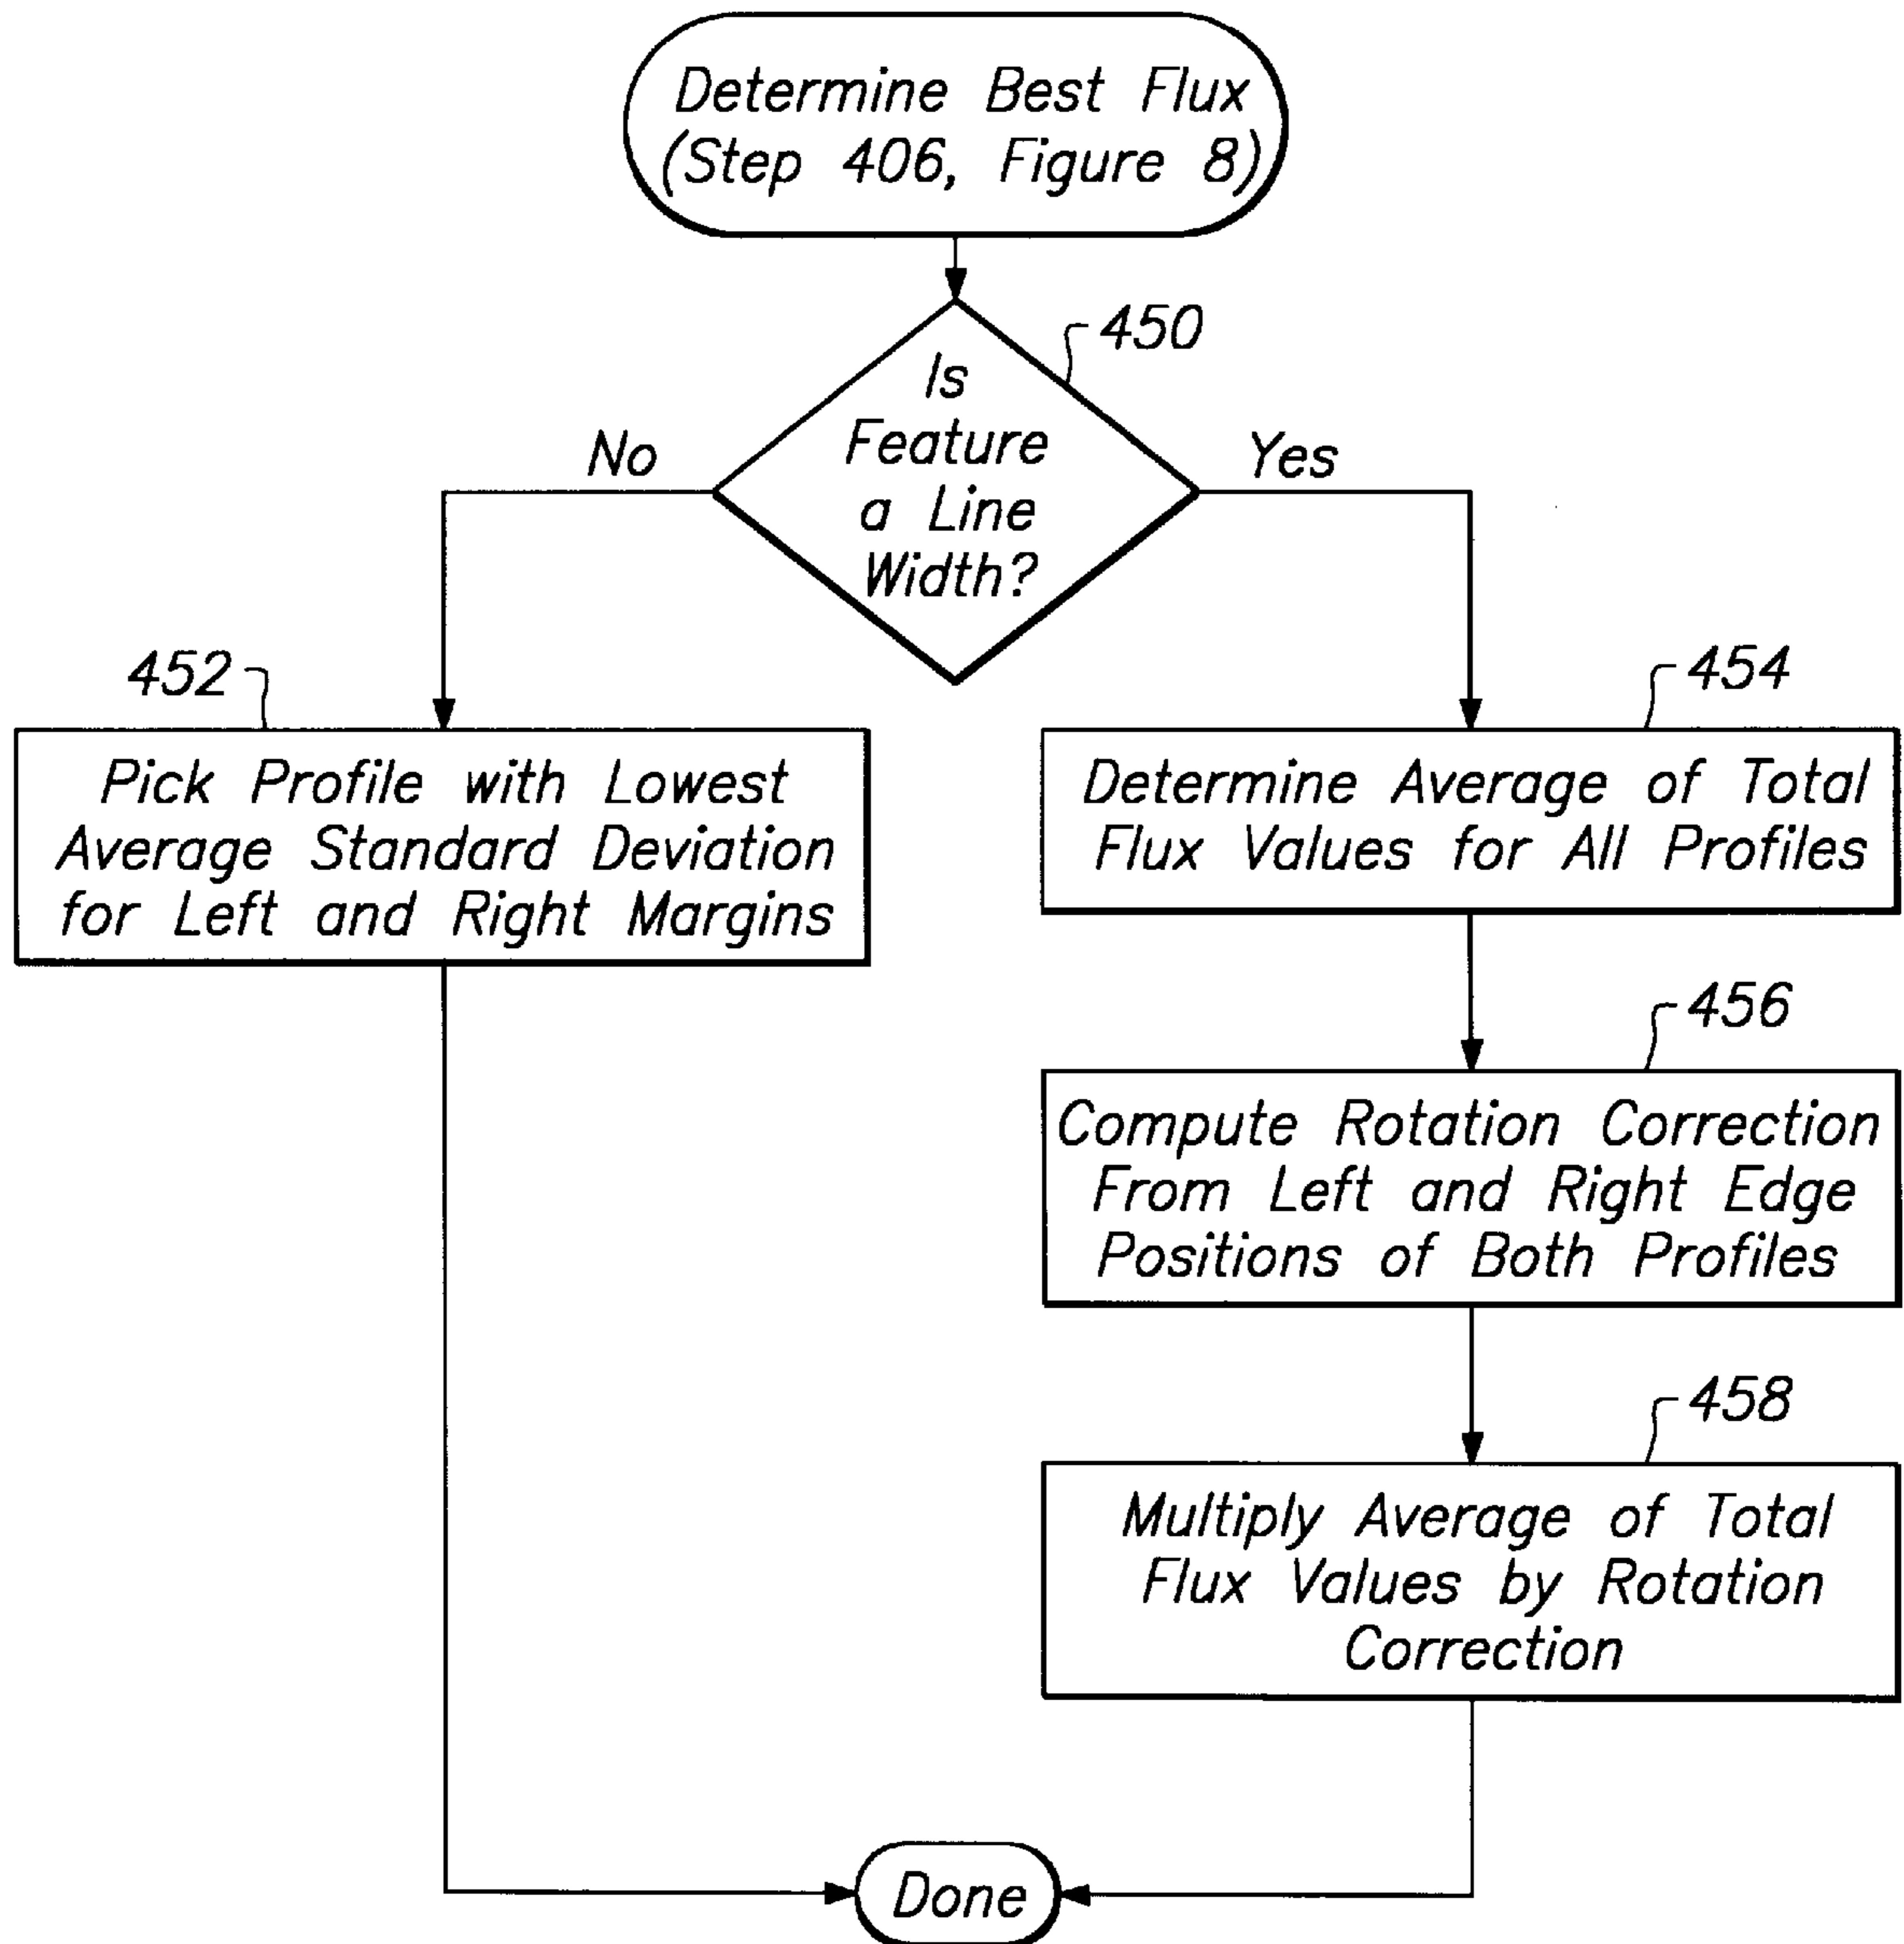 Determine Best Flux
(Step 406, Figure 8)
450
Is
Feature
a Line
Width?
No
Yes
452
Pick Profile with Lowest
Average Standard Deviation
for Left and Right Margins
454
Determine Average of Total
Flux Values for All Profiles
456
Compute Rotation Correction
From Left and Right Edge
Positions of Both Profiles
458
Multiply Average of Total
Flux Values by Rotation
Correction
Done